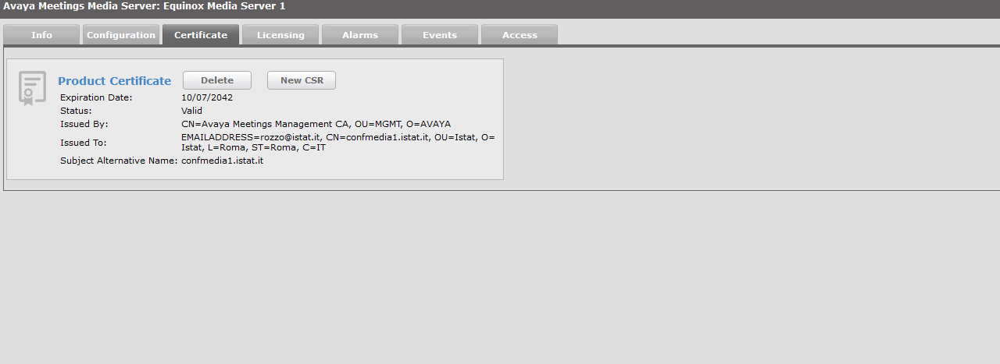 Avaya Meetings Media Server: Equinox Media Server 1
Info Configuration Certificate Licensing Alarms Events Access
Product Certificate Delete New CSR
Expiration Date: 10/07/2042
Status: Valid
Issued By: CN=Avaya Meetings Management CA, OU=MGMT, O=AVAYA
Issued To: EMAILADDRESS=rozzo@istat.it, CN=confmedia1.istat.it, OU=Istat, O=
Istat, L=Roma, ST=Roma, C=IT
Subject Alternative Name: confmedia1.istat.it